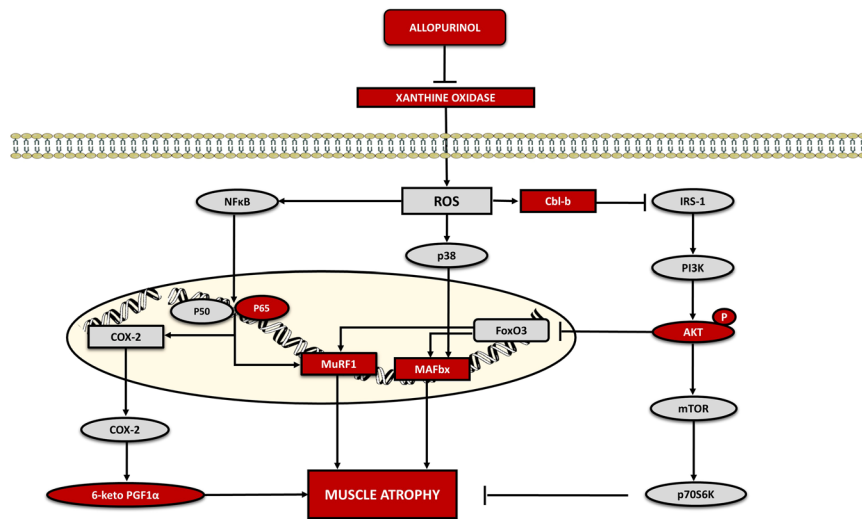 ALLOPURINOL
XANTHINE OXIDASE
NFκB
ROS
Cbl-b
IRS-1
p38
PI3K
P50
P65
COX-2
FoxO3
AKT
P
MuRF1
MAFbx
mTOR
COX-2
6-keto PGF1α
MUSCLE ATROPHY
p70S6K